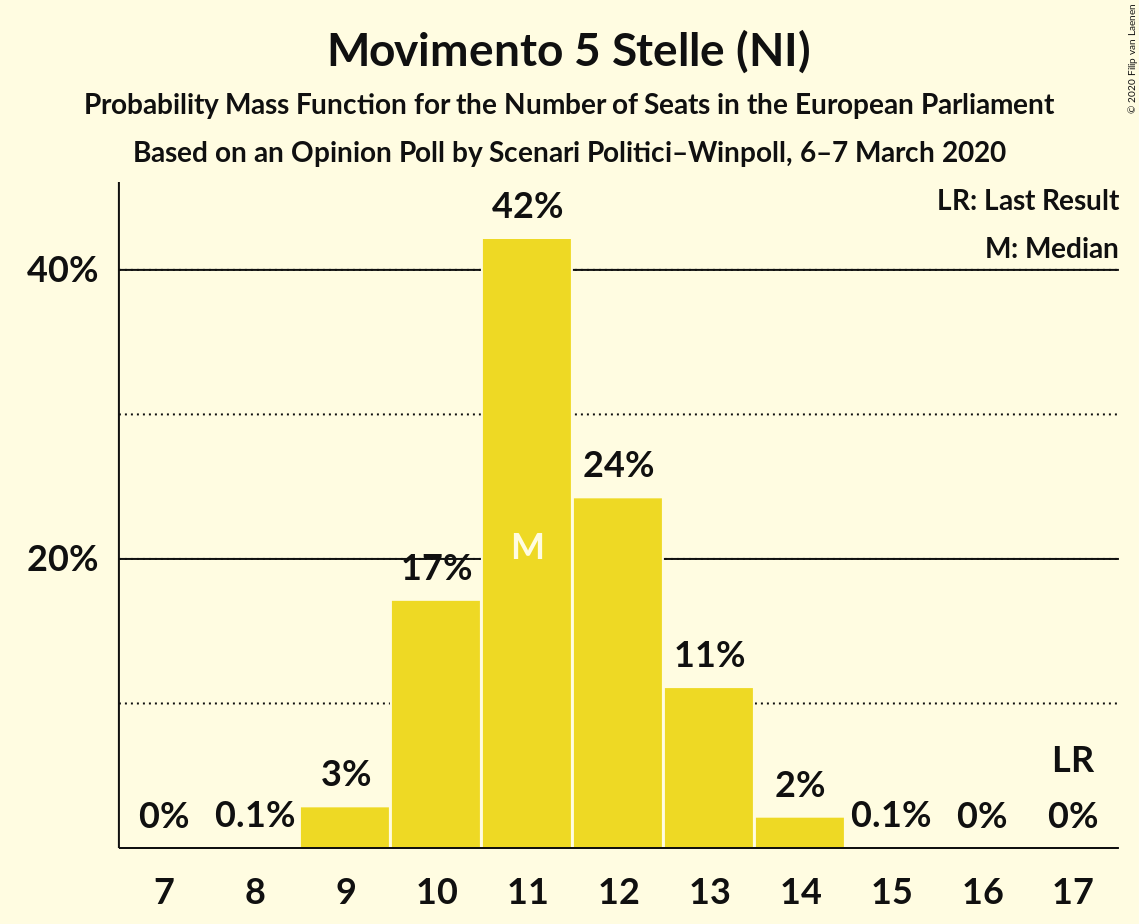 Movimento 5 Stelle (NI)
Probability Mass Function for the Number of Seats in the European Parliament
Based on an Opinion Poll by Scenari Politici–Winpoll, 6–7 March 2020
© 2020 Filip van Laenen
LR: Last Result
M: Median
42%
40%
24%
M
20%
17%
11%
LR
3%
2%
0%
0.1%
0.1%
0%
0%
7 8 9 10 11 12 13 14 15 16 17